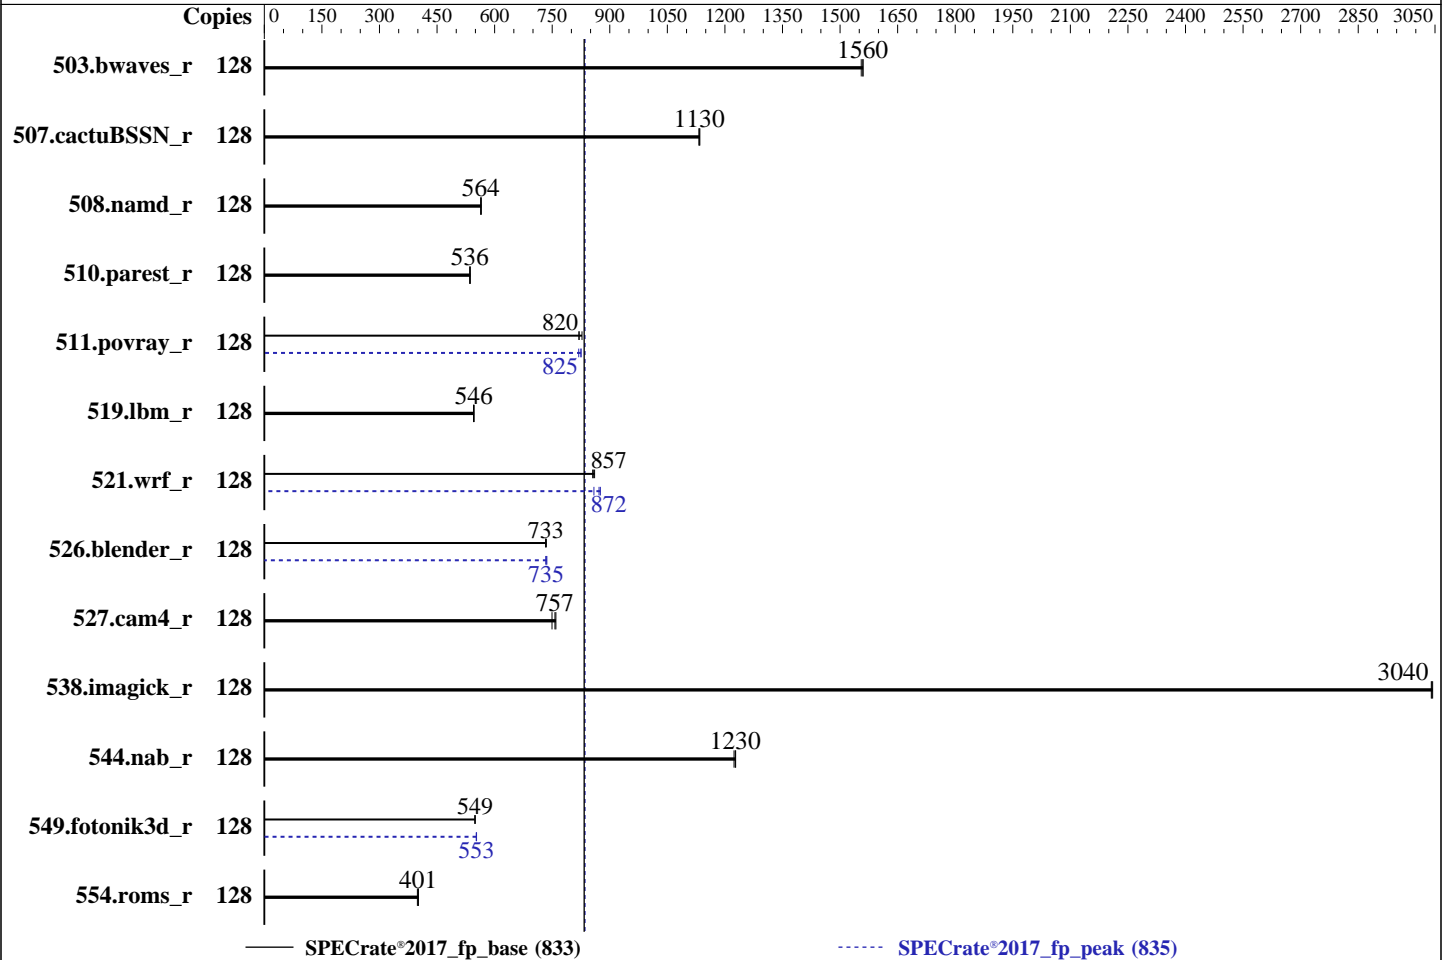 Copies 0 150 300 450 600 750 900 1050 1200 1350 1500 1650 1800 1950 2100 2250 2400 2550 2700 2850 3050
1560
503.bwaves_r 128
1130
507.cactuBSSN_r 128
564
508.namd_r 128
536
510.parest_r 128
820
511.povray_r 128
825
546
519.lbm_r 128
857
521.wrf_r 128
872
733
526.blender_r 128
735
757
527.cam4_r 128
3040
538.imagick_r 128
1230
544.nab_r 128
549
549.fotonik3d_r 128
553
401
554.roms_r 128
SPECrate®2017_fp_base (833) SPECrate®2017_fp_peak (835)